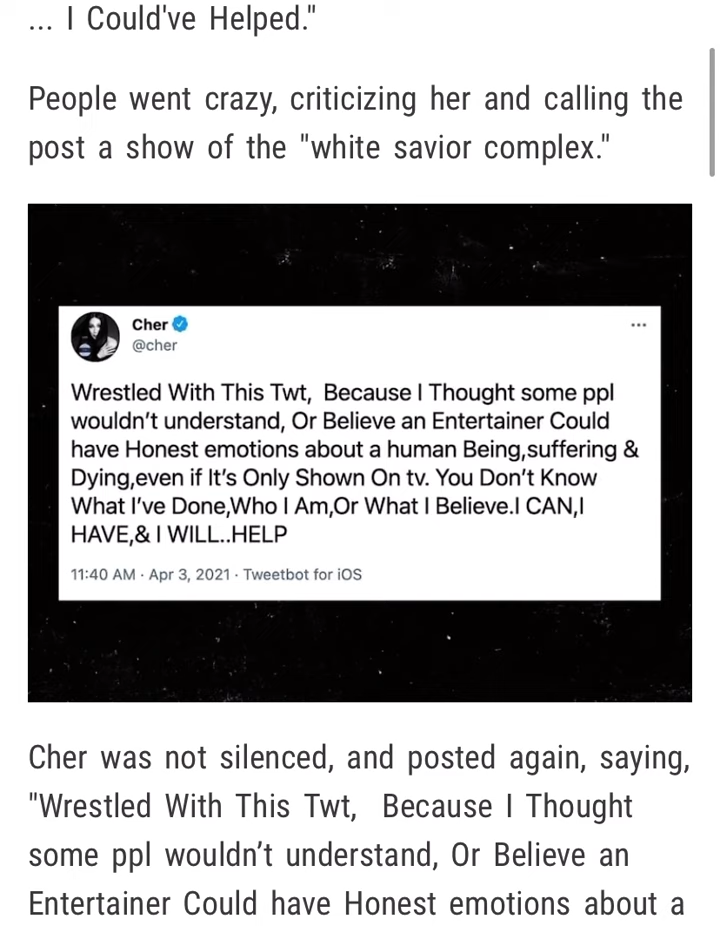 ... I Could've Helped."
People went crazy, criticizing her and calling the
post a show of the "white savior complex."
Cher
@cher
Wrestled With This Twt,  Because I Thought some ppl
wouldn't understand, Or Believe an Entertainer Could
have Honest emotions about a human Being,suffering &
Dying,even if It's Only Shown On tv. You Don't Know
What I've Done,Who I Am,Or What I Believe.I CAN,I
HAVE,& I WILL..HELP
11:40 AM · Apr 3, 2021 · Tweetbot for iOS
Cher was not silenced, and posted again, saying,
"Wrestled With This Twt,  Because I Thought
some ppl wouldn't understand, Or Believe an
Entertainer Could have Honest emotions about a